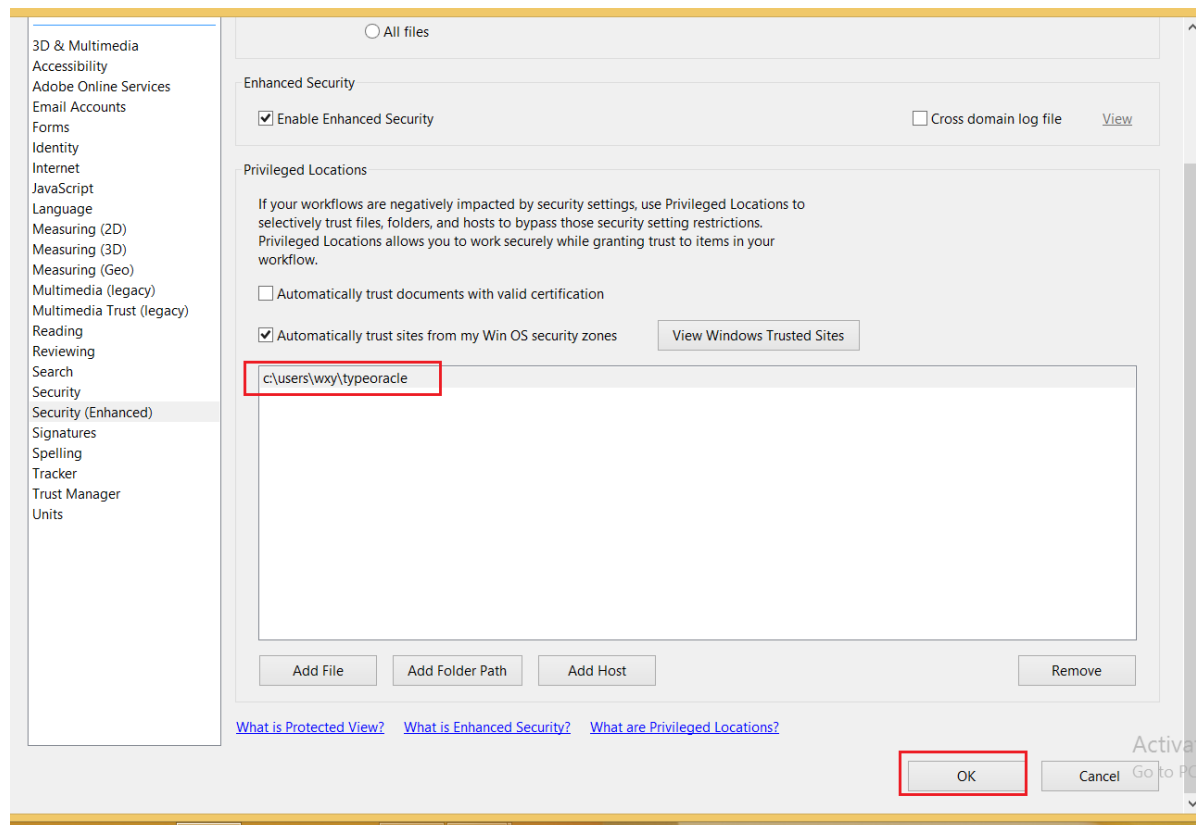 3D & Multimedia
Accessibility
Adobe Online Services
Email Accounts
Forms
Identity
Internet
JavaScript
Language
Measuring (2D)
Measuring (3D)
Measuring (Geo)
Multimedia (legacy)
Multimedia Trust (legacy)
Reading
Reviewing
Search
Security
Security (Enhanced)
Signatures
Spelling
Tracker
Trust Manager
Units
All files
Enhanced Security
Enable Enhanced Security
Cross domain log file
View
Privileged Locations
If your workflows are negatively impacted by security settings, use Privileged Locations to
selectively trust files, folders, and hosts to bypass those security setting restrictions.
Privileged Locations allows you to work securely while granting trust to items in your
workflow.
Automatically trust documents with valid certification
Automatically trust sites from my Win OS security zones
View Windows Trusted Sites
c:\users\wxy\typeoracle
Add File
Add Folder Path
Add Host
Remove
What is Protected View?
What is Enhanced Security?
What are Privileged Locations?
OK
Cancel
Go to PC